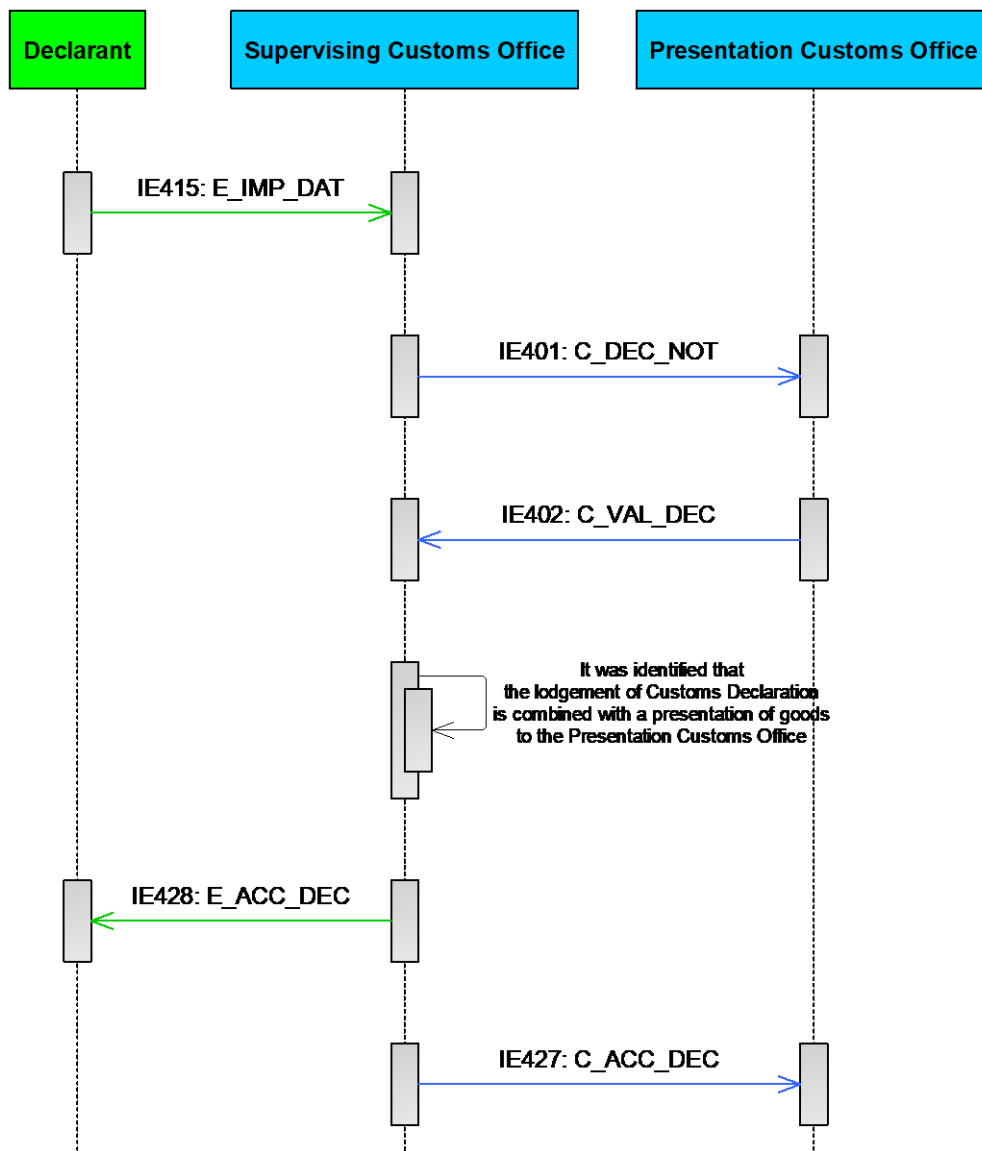 Declarant
Supervising Customs Office
Presentation Customs Office
IE415: E_IMP_DAT
IE401: C_DEC_NOT
IE402: C_VAL_DEC
It was identified that
the lodgement of Customs Declaration
is combined with a presentation of goods
to the Presentation Customs Office
IE428: E_ACC_DEC
IE427: C_ACC_DEC